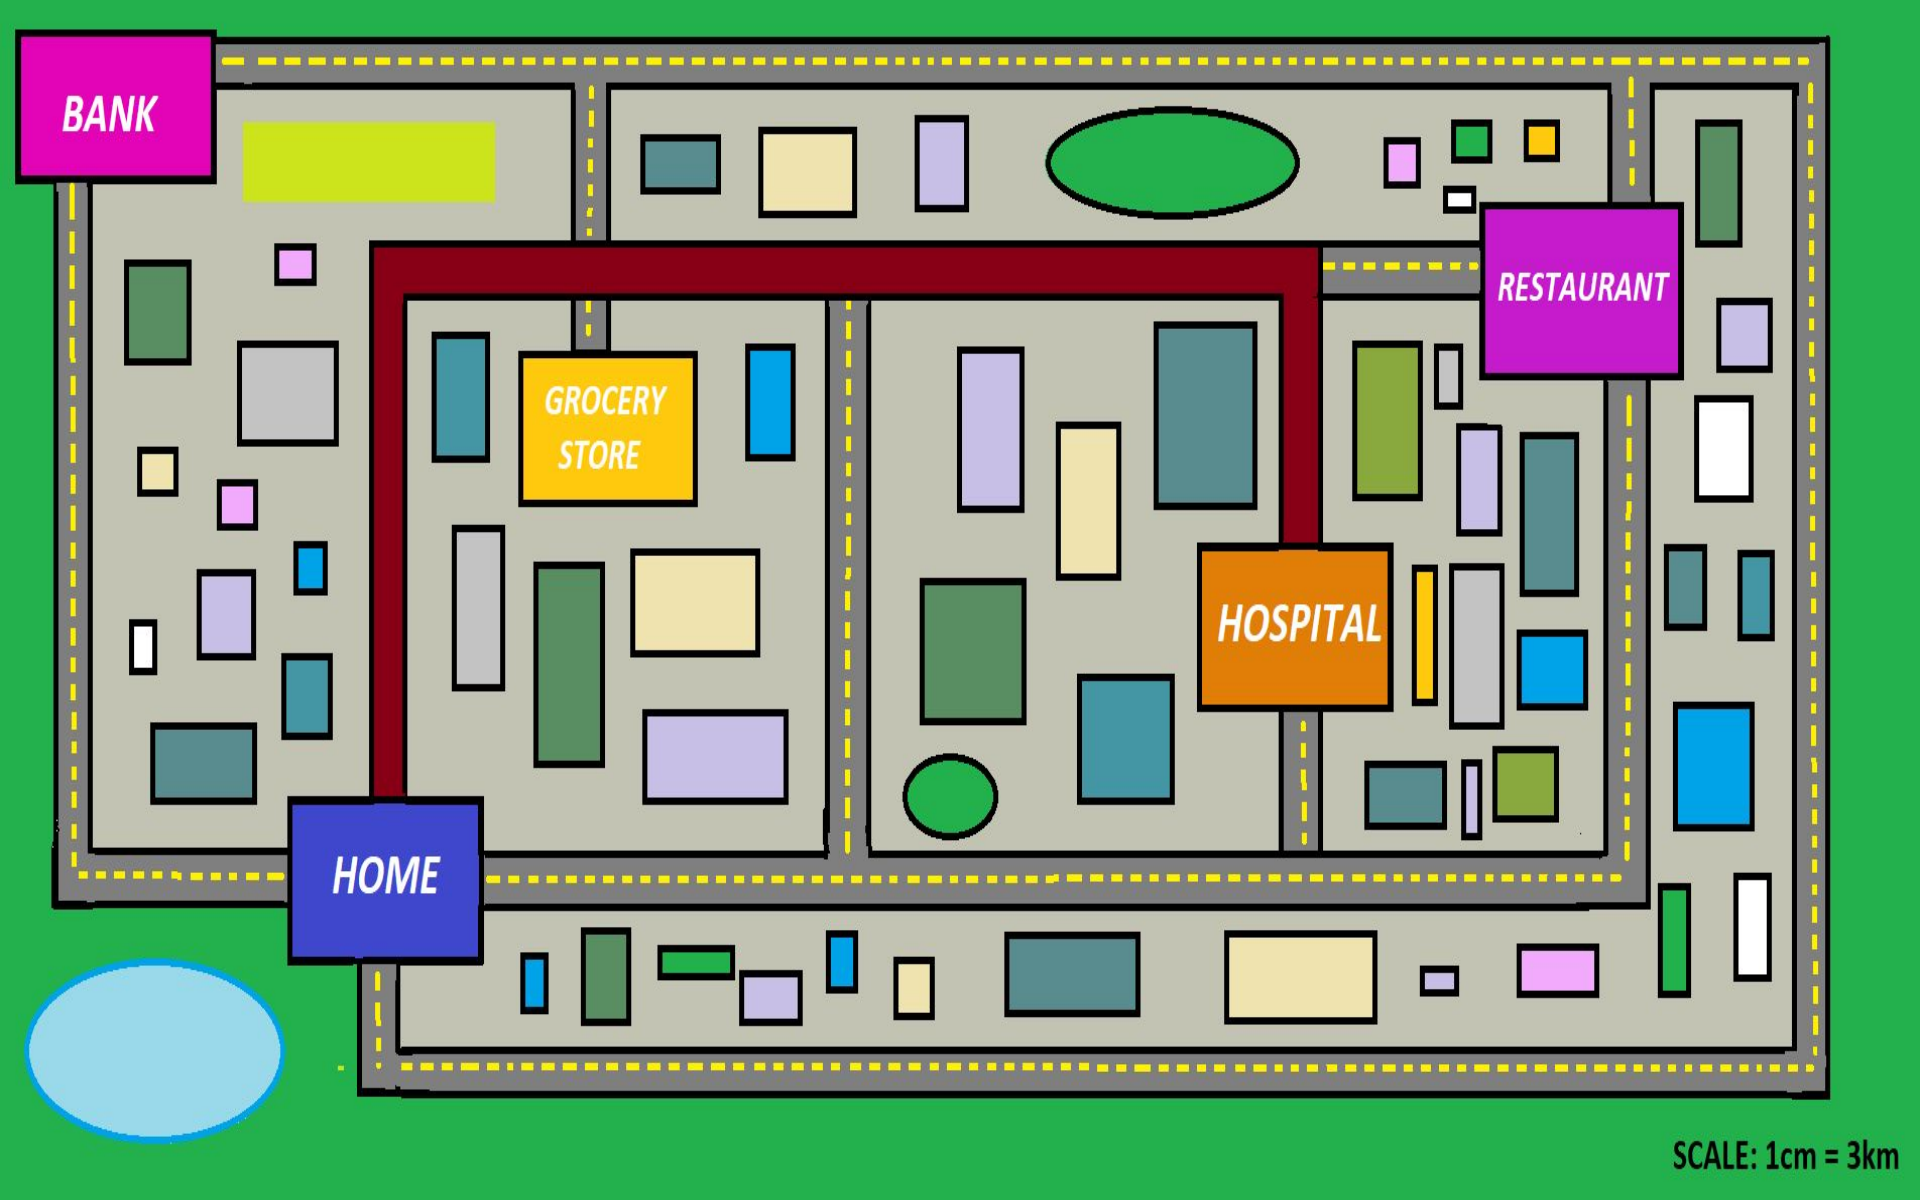 BANK
RESTAURANT
GROCERY
STORE
HOSPITAL
HOME
SCALE: 1cm = 3km